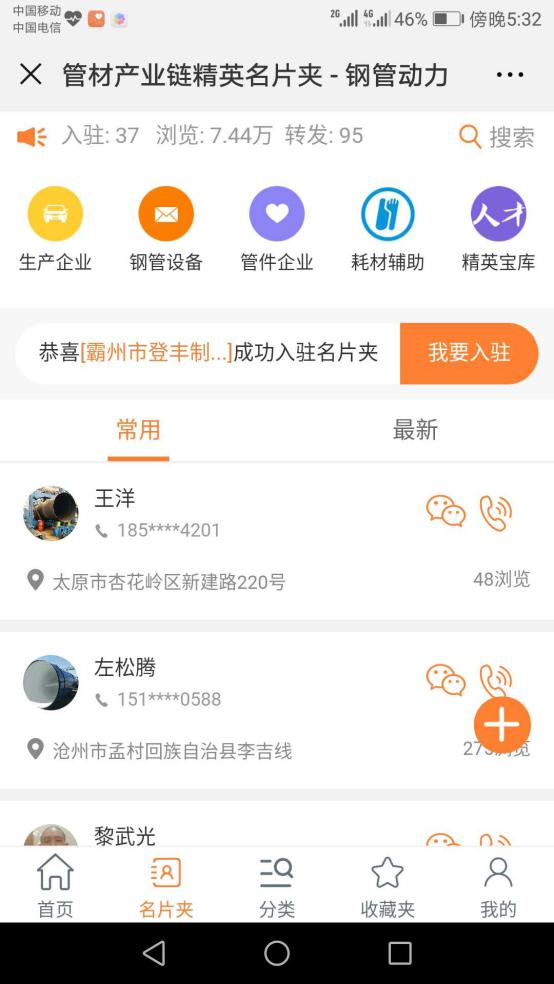 中国移动
中国电信
2G 4G 46% 傍晚5:32
管材产业链精英名片夹 - 钢管动力
入驻: 37 浏览: 7.44万 转发: 95 搜索
人才
生产企业 钢管设备 管件企业 耗材辅助 精英宝库
恭喜[霸州市登丰制...]成功入驻名片夹 我要入驻
常用 最新
王洋
185****4201
太原市杏花岭区新建路220号 48浏览
左松腾
151****0588
沧州市孟村回族自治县李吉线
黎武光
首页 名片夹 分类 收藏夹 我的